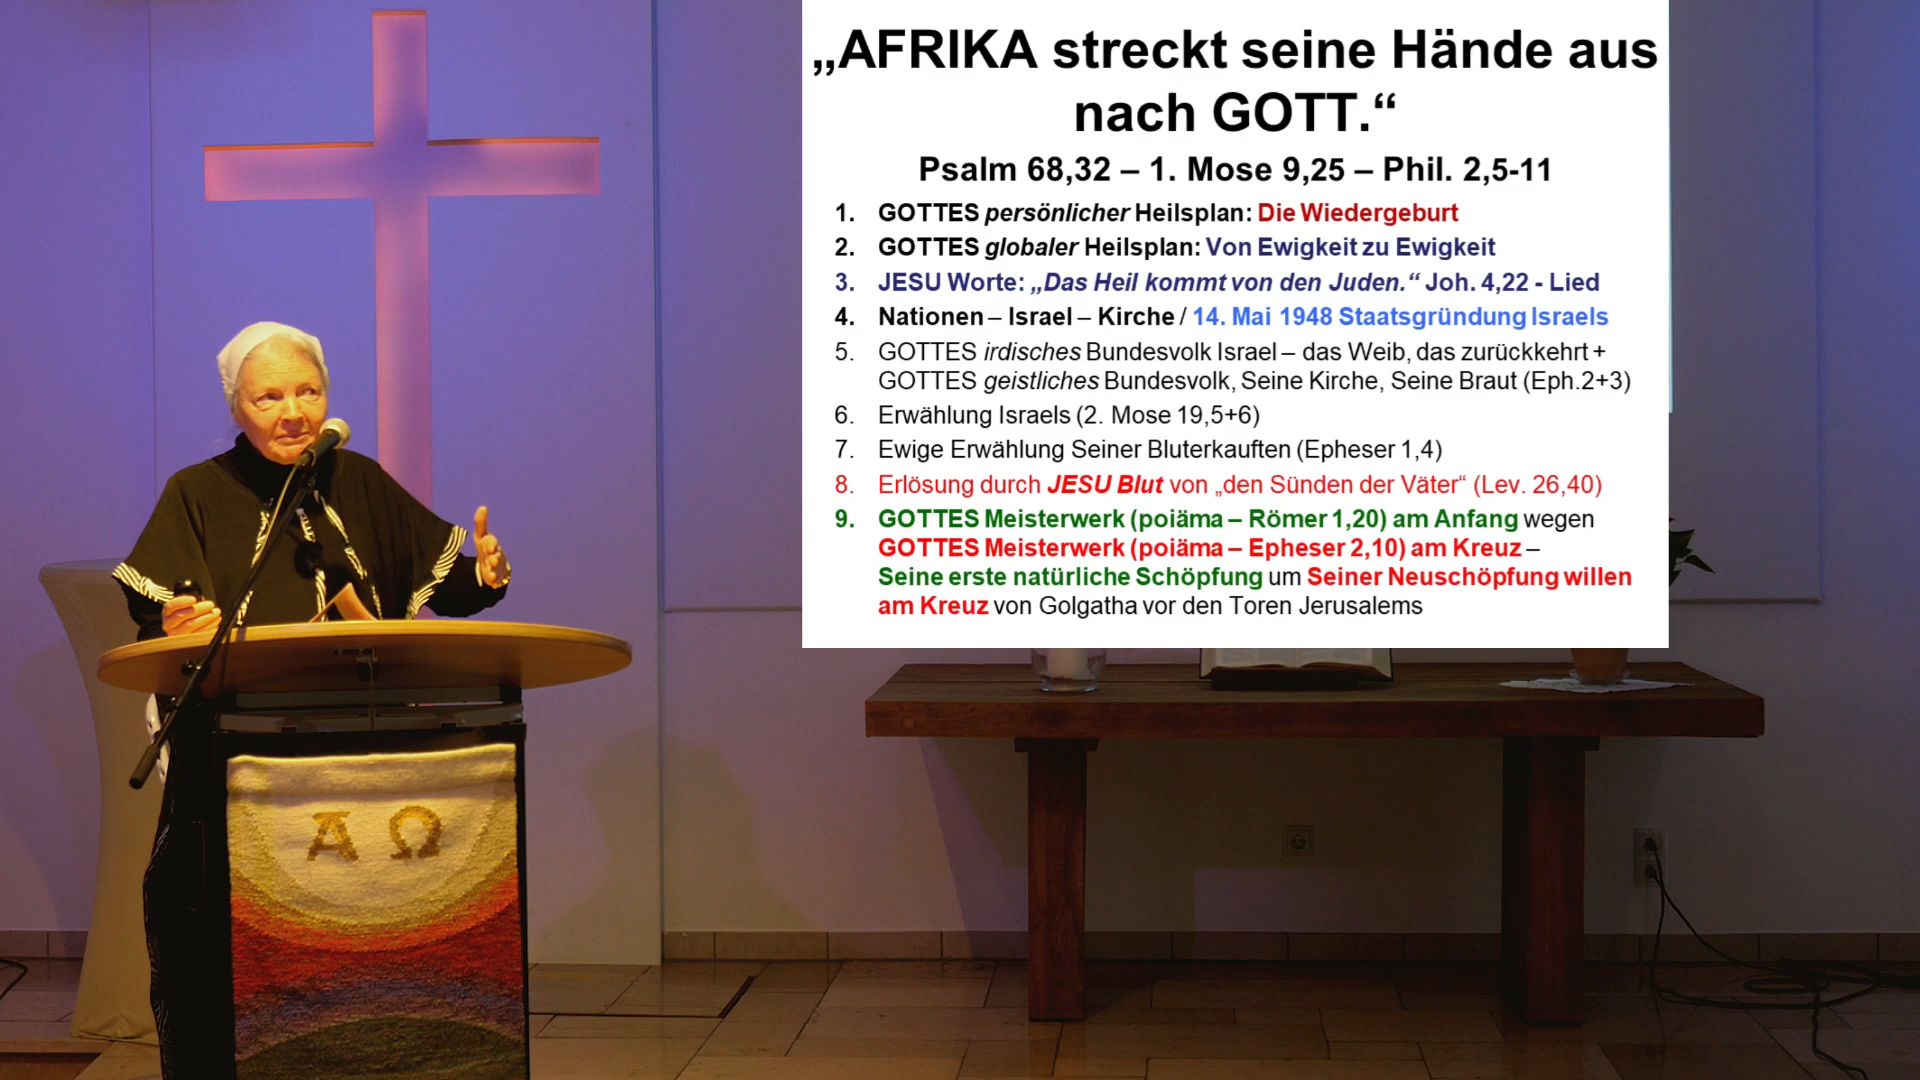 „AFRIKA streckt seine Hände aus
nach GOTT.“
Psalm 68,32 – 1. Mose 9,25 – Phil. 2,5-11
1. GOTTES persönlicher Heilsplan: Die Wiedergeburt
2. GOTTES globaler Heilsplan: Von Ewigkeit zu Ewigkeit
3. JESU Worte: „Das Heil kommt von den Juden.“ Joh. 4,22 - Lied
4. Nationen – Israel – Kirche / 14. Mai 1948 Staatsgründung Israels
5. GOTTES irdisches Bundesvolk Israel – das Weib, das zurückkehrt +
GOTTES geistliches Bundesvolk, Seine Kirche, Seine Braut (Eph.2+3)
6. Erwählung Israels (2. Mose 19,5+6)
7. Ewige Erwählung Seiner Bluterkauften (Epheser 1,4)
8. Erlösung durch JESU Blut von „den Sünden der Väter“ (Lev. 26,40)
9. GOTTES Meisterwerk (poiäma – Römer 1,20) am Anfang wegen
GOTTES Meisterwerk (poiäma – Epheser 2,10) am Kreuz –
Seine erste natürliche Schöpfung um Seiner Neuschöpfung willen
am Kreuz von Golgatha vor den Toren Jerusalems
Α Ω